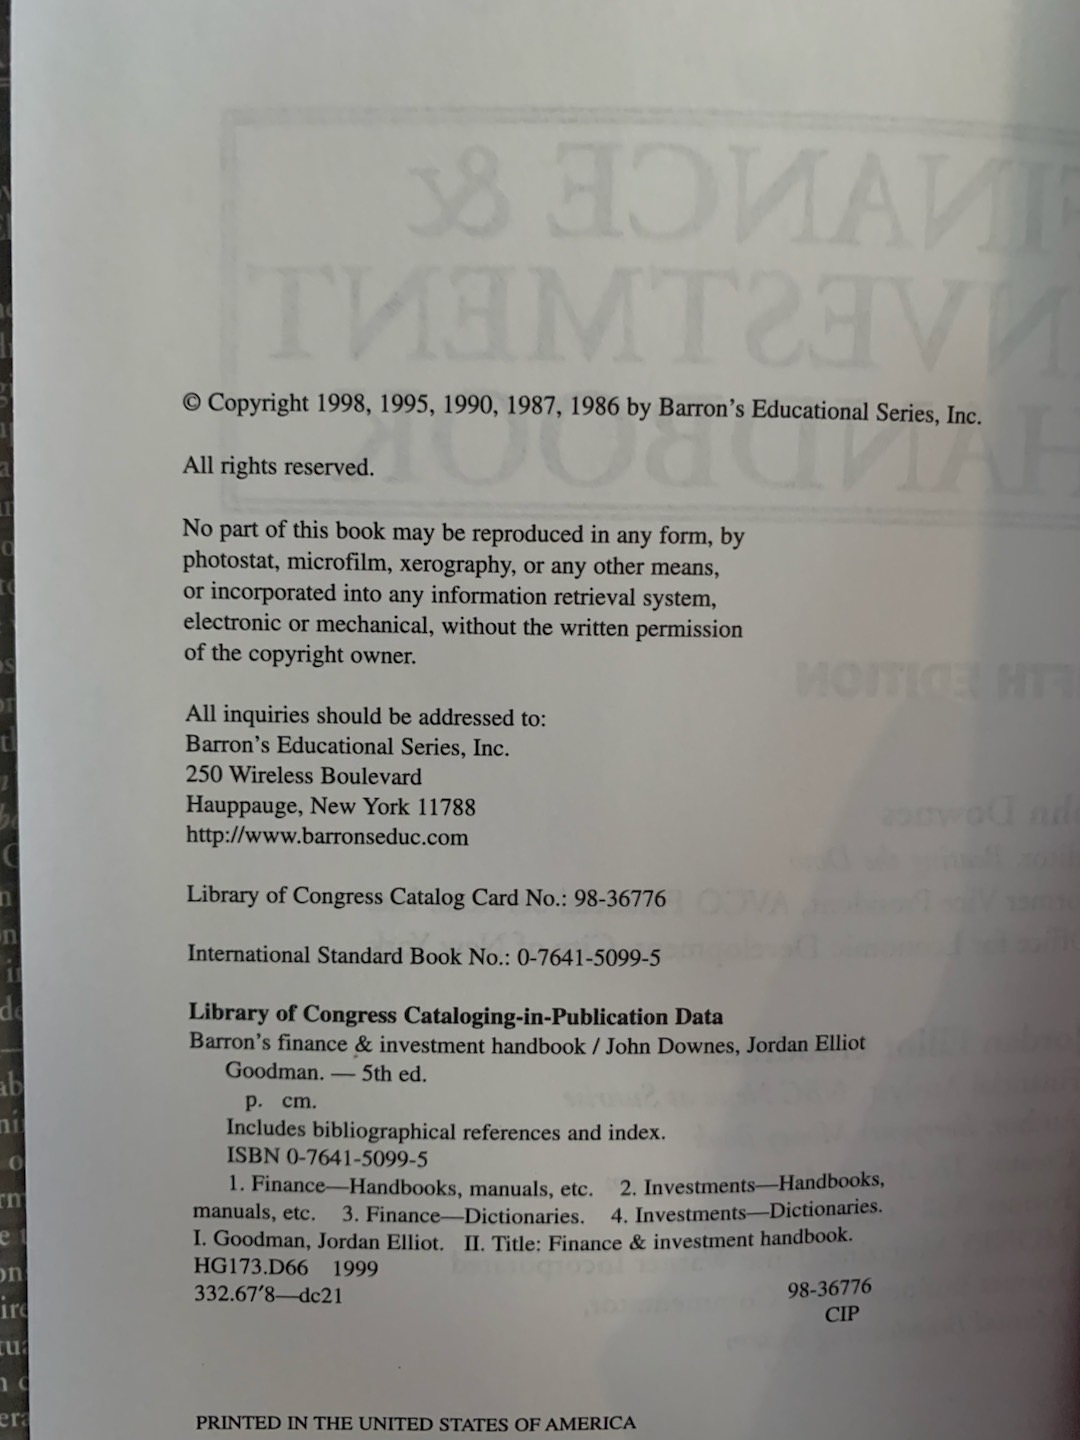 © Copyright 1998, 1995, 1990, 1987, 1986 by Barron's Educational Series, Inc.
All rights reserved.
No part of this book may be reproduced in any form, by
photostat, microfilm, xerography, or any other means,
or incorporated into any information retrieval system,
electronic or mechanical, without the written permission
of the copyright owner.
All inquiries should be addressed to:
Barron's Educational Series, Inc.
250 Wireless Boulevard
Hauppauge, New York 11788
http://www.barronseduc.com
Library of Congress Catalog Card No.: 98-36776
International Standard Book No.: 0-7641-5099-5
Library of Congress Cataloging-in-Publication Data
Barron's finance & investment handbook / John Downes, Jordan Elliot
Goodman. — 5th ed.
p. cm.
Includes bibliographical references and index.
ISBN 0-7641-5099-5
1. Finance—Handbooks, manuals, etc. 2. Investments—Handbooks,
manuals, etc. 3. Finance—Dictionaries. 4. Investments—Dictionaries.
I. Goodman, Jordan Elliot. II. Title: Finance & investment handbook.
HG173.D66 1999
332.67′8—dc21 98-36776
CIP
PRINTED IN THE UNITED STATES OF AMERICA